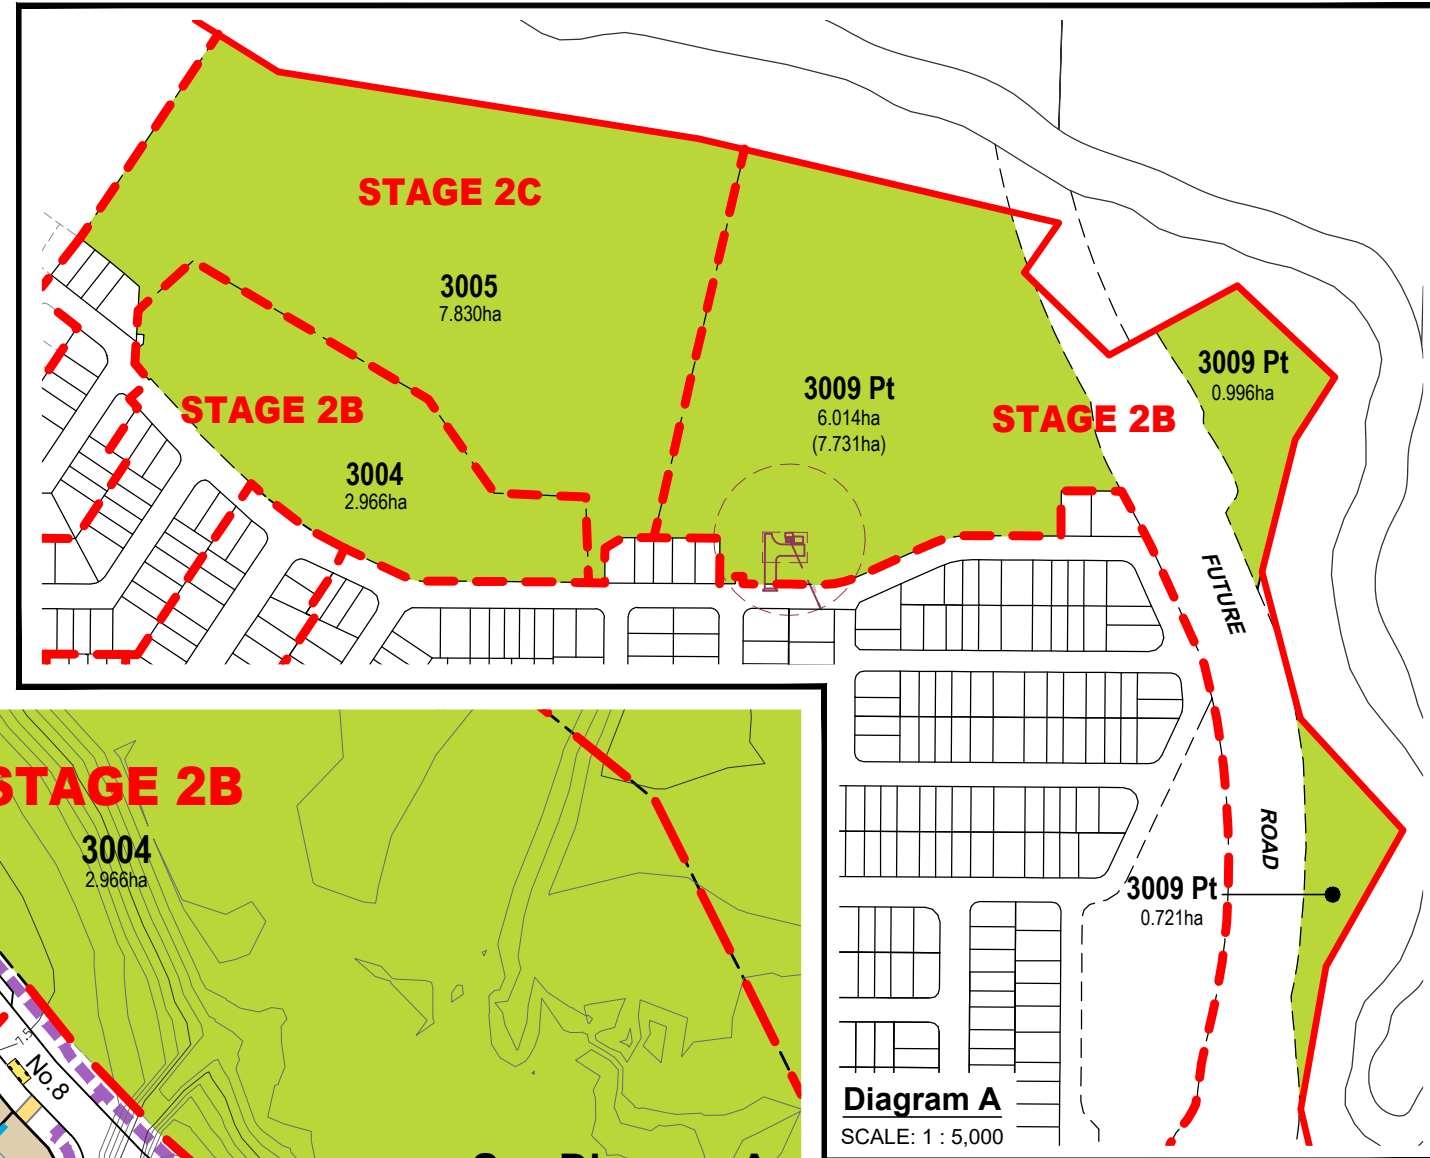 STAGE 2C
3005
7.830ha
STAGE 2B
3004
2.966ha
3009 Pt
6.014ha
(7.731ha)
STAGE 2B
3009 Pt
0.996ha
FUTURE
ROAD
3009 Pt
0.721ha
Diagram A
SCALE: 1 : 5,000
STAGE 2B
3004
2.966ha
No.8